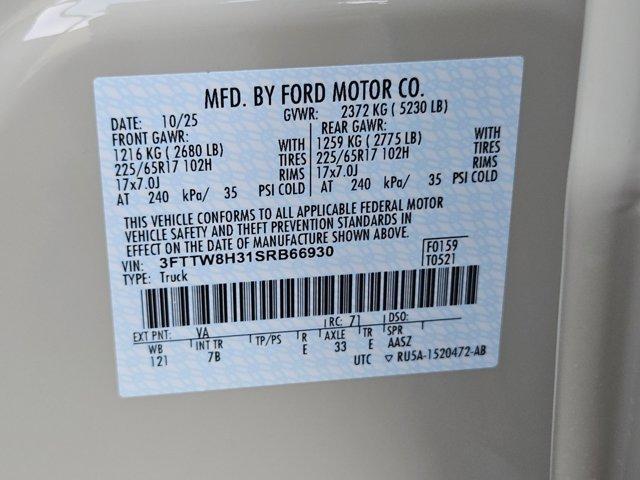 MFD. BY FORD MOTOR CO.
DATE: 10/25 GVWR: 2372 KG ( 5230 LB)
FRONT GAWR: REAR GAWR:
1216 KG ( 2680 LB) WITH 1259 KG ( 2775 LB) WITH
225/65R17 102H TIRES 225/65R17 102H TIRES
17x7.0J RIMS 17x7.0J RIMS
AT 240 kPa/ 35 PSI COLD AT 240 kPa/ 35 PSI COLD
THIS VEHICLE CONFORMS TO ALL APPLICABLE FEDERAL MOTOR
VEHICLE SAFETY AND THEFT PREVENTION STANDARDS IN
EFFECT ON THE DATE OF MANUFACTURE SHOWN ABOVE.
VIN: 3FTTW8H31SRB66930 F0159
TYPE: Truck T0521
EXT PNT: VA RC: 71 DSO:
WB INT TR TP/PS R AXLE TR SPR
121 7B E 33 E AASZ
UTC ▽ RU5A-1520472-AB